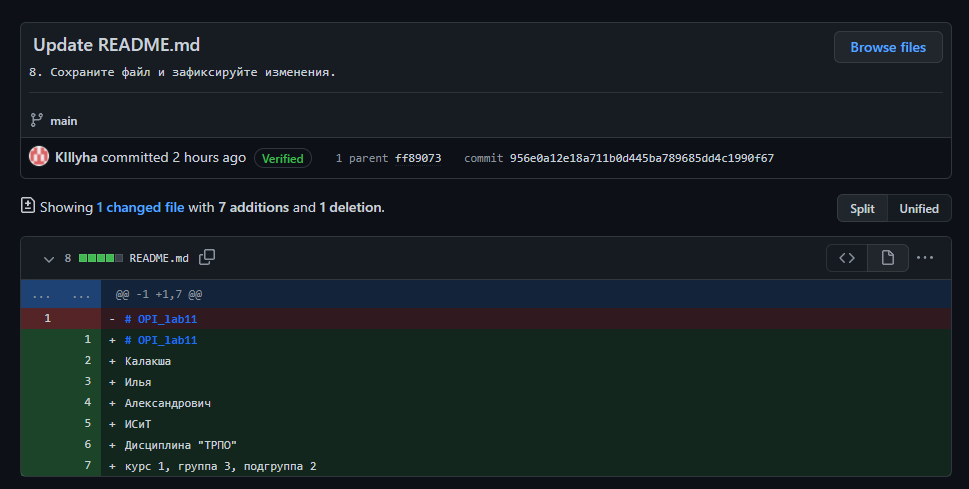 Update README.md
Browse files
8. Сохраните файл и зафиксируйте изменения.
main
KIllyha committed 2 hours ago Verified 1 parent ff89073 commit 956e0a12e18a711b0d445ba789685dd4c1990f67
Showing 1 changed file with 7 additions and 1 deletion.
Split Unified
8 README.md
... ... @@ -1 +1,7 @@
1 - # OPI_lab11
1 + # OPI_lab11
2 + Калакша
3 + Илья
4 + Александрович
5 + ИСиТ
6 + Дисциплина "ТРПО"
7 + курс 1, группа 3, подгруппа 2